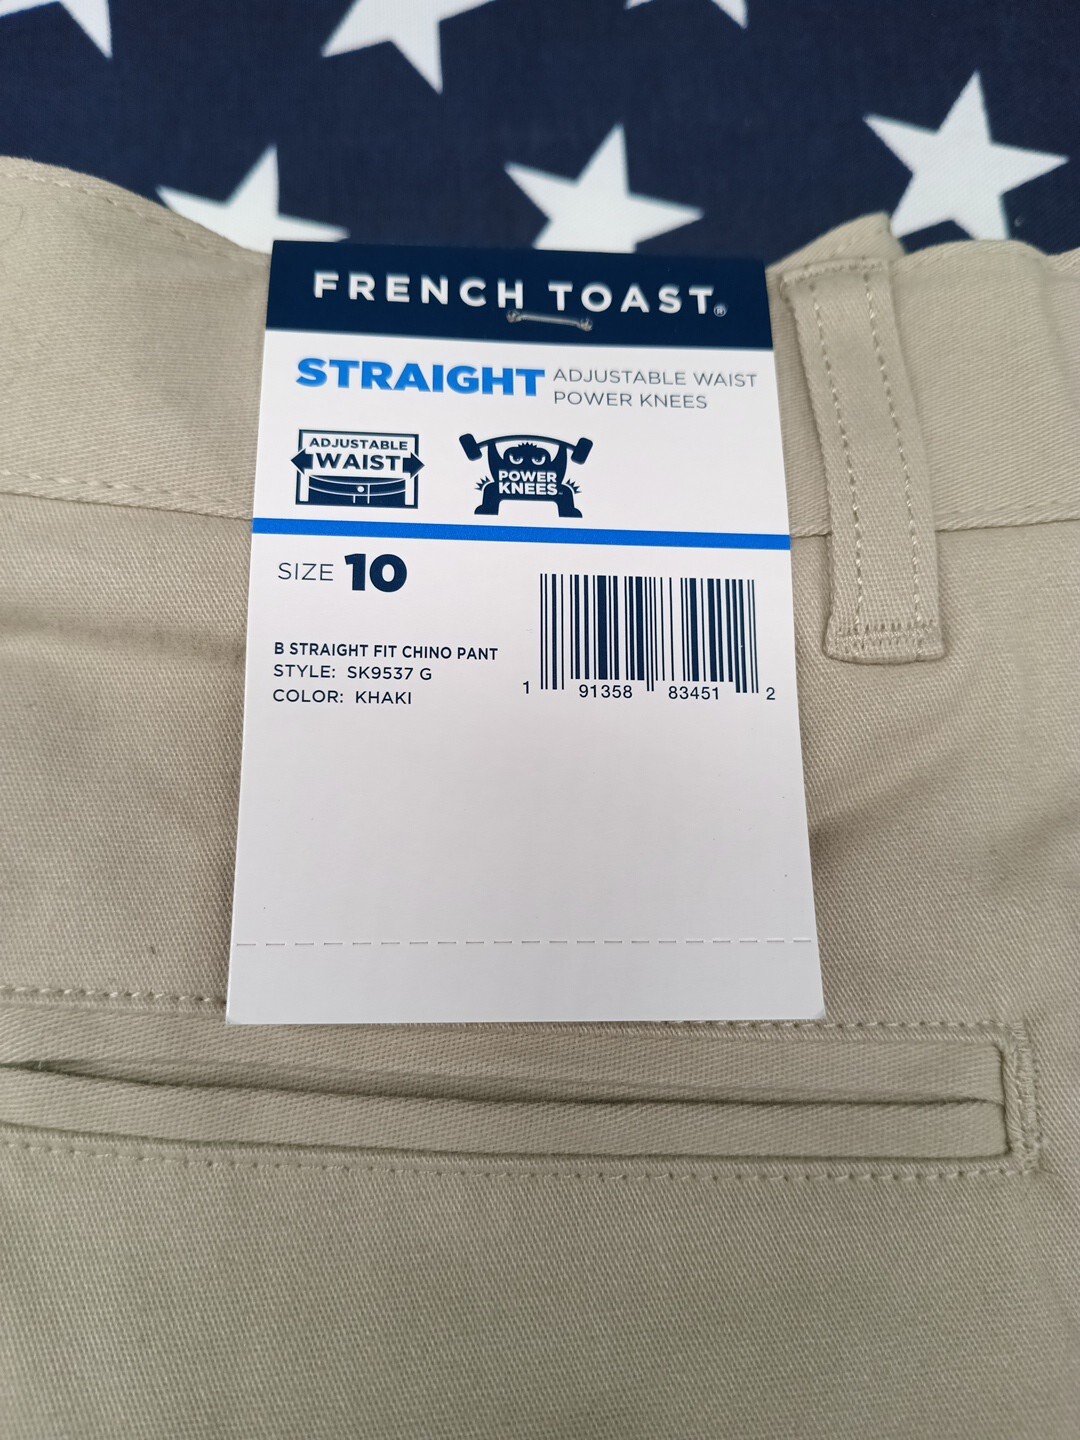 FRENCH TOAST®
STRAIGHT ADJUSTABLE WAIST
POWER KNEES
ADJUSTABLE
WAIST
POWER
KNEES™
SIZE 10
B STRAIGHT FIT CHINO PANT
STYLE: SK9537 G
COLOR: KHAKI
1 91358 83451 2